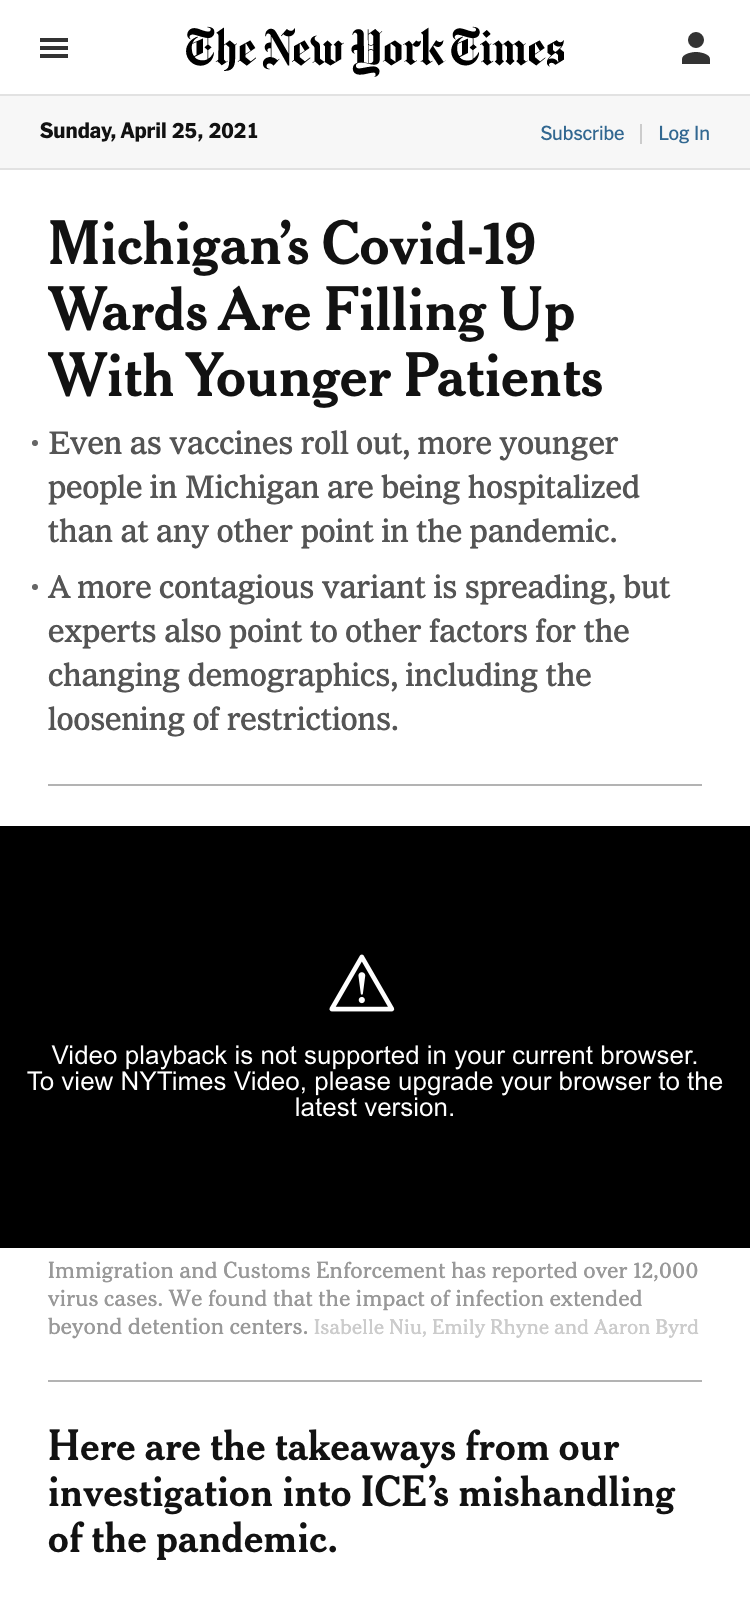 The New York Times
Sunday, April 25, 2021
Subscribe | Log In
Michigan’s Covid-19
Wards Are Filling Up
With Younger Patients
• Even as vaccines roll out, more younger
people in Michigan are being hospitalized
than at any other point in the pandemic.
• A more contagious variant is spreading, but
experts also point to other factors for the
changing demographics, including the
loosening of restrictions.
Video playback is not supported in your current browser.
To view NYTimes Video, please upgrade your browser to the
latest version.
Immigration and Customs Enforcement has reported over 12,000
virus cases. We found that the impact of infection extended
beyond detention centers. Isabelle Niu, Emily Rhyne and Aaron Byrd
Here are the takeaways from our
investigation into ICE’s mishandling
of the pandemic.